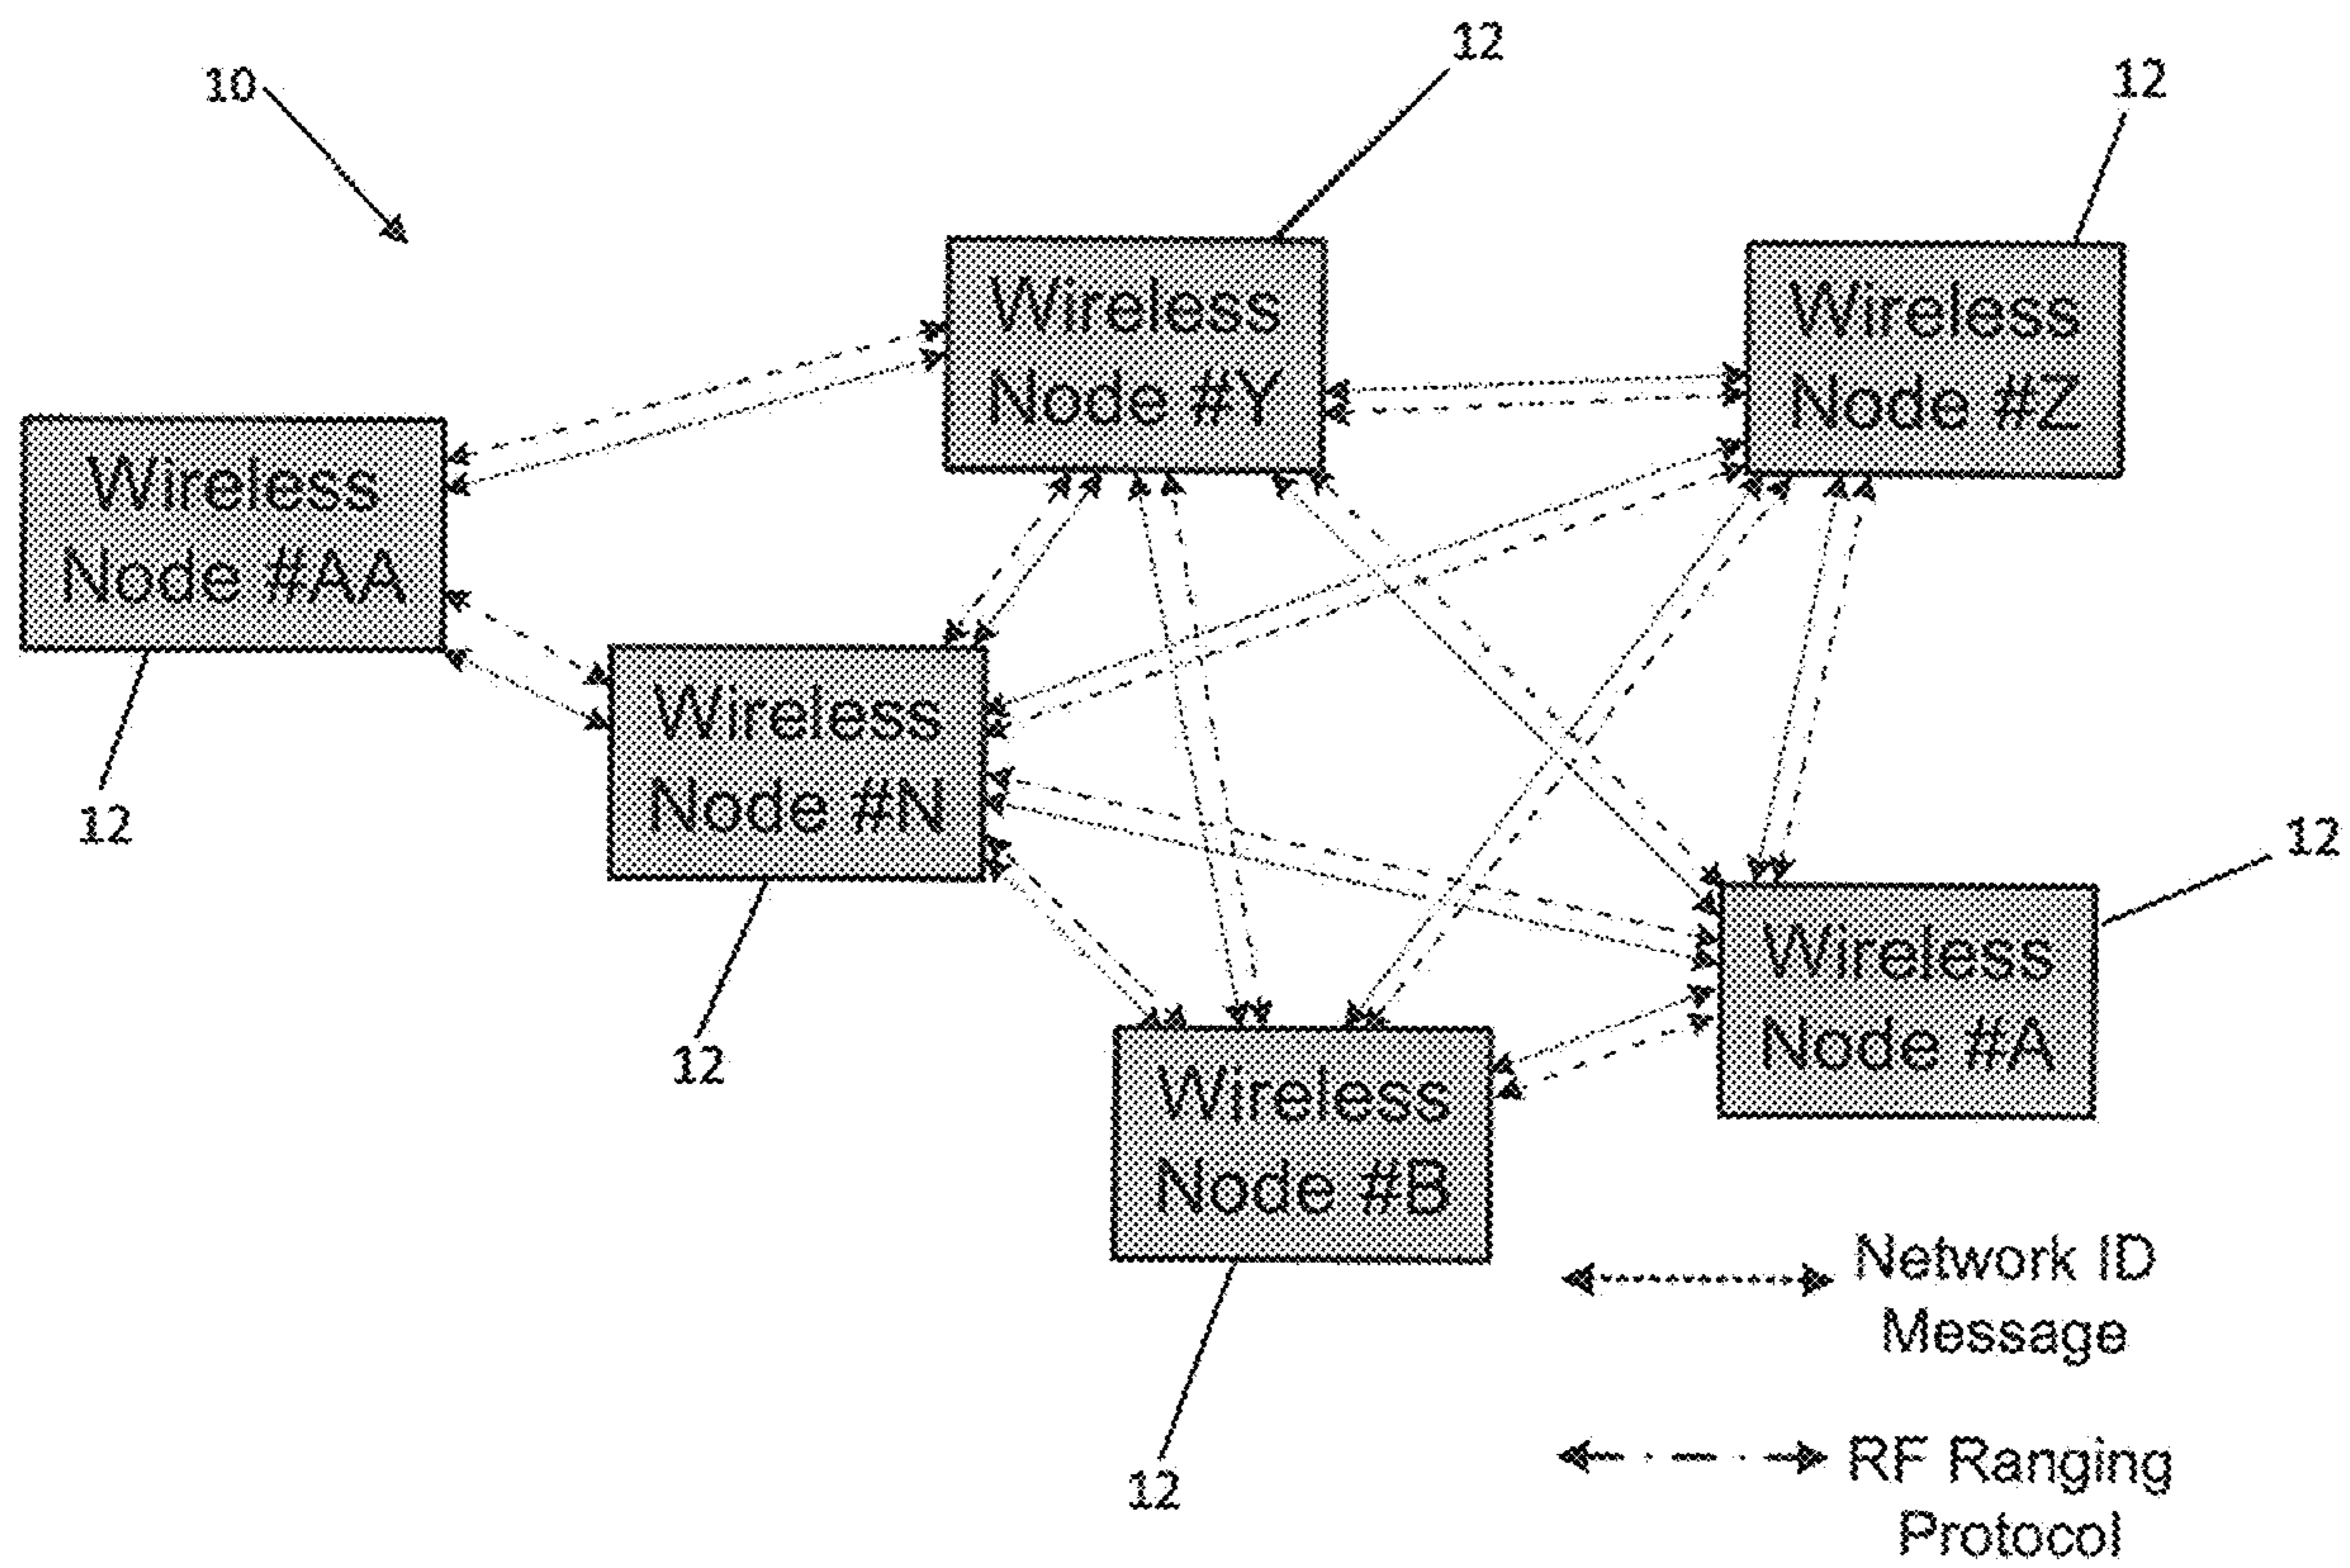 12
12
10
Wireless
Node #Y
Wireless
Node #Z
Wireless
Node #AA
12
Wireless
Node #N
12
12
Wireless
Node #A
Wireless
Node #B
12
Network ID
Message
RF Ranging
Protocol